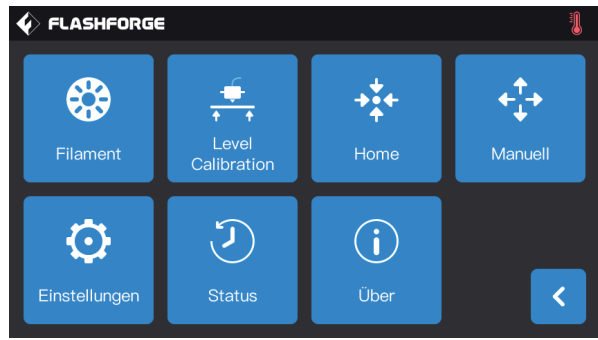 FLASHFORGE
Filament
Level
Calibration
Home
Manuell
Einstellungen
Status
Über